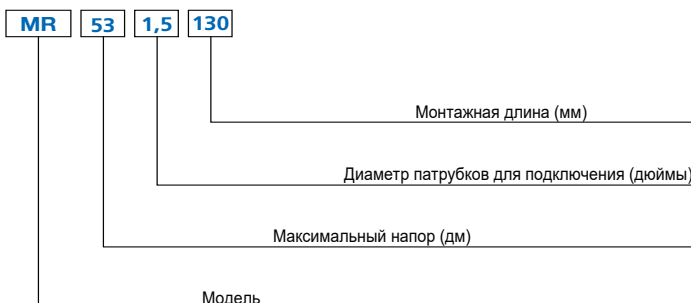 MR 53 1,5 130
Монтажная длина (мм)
Диаметр патрубков для подключения (дюймы)
Максимальный напор (дм)
Модель